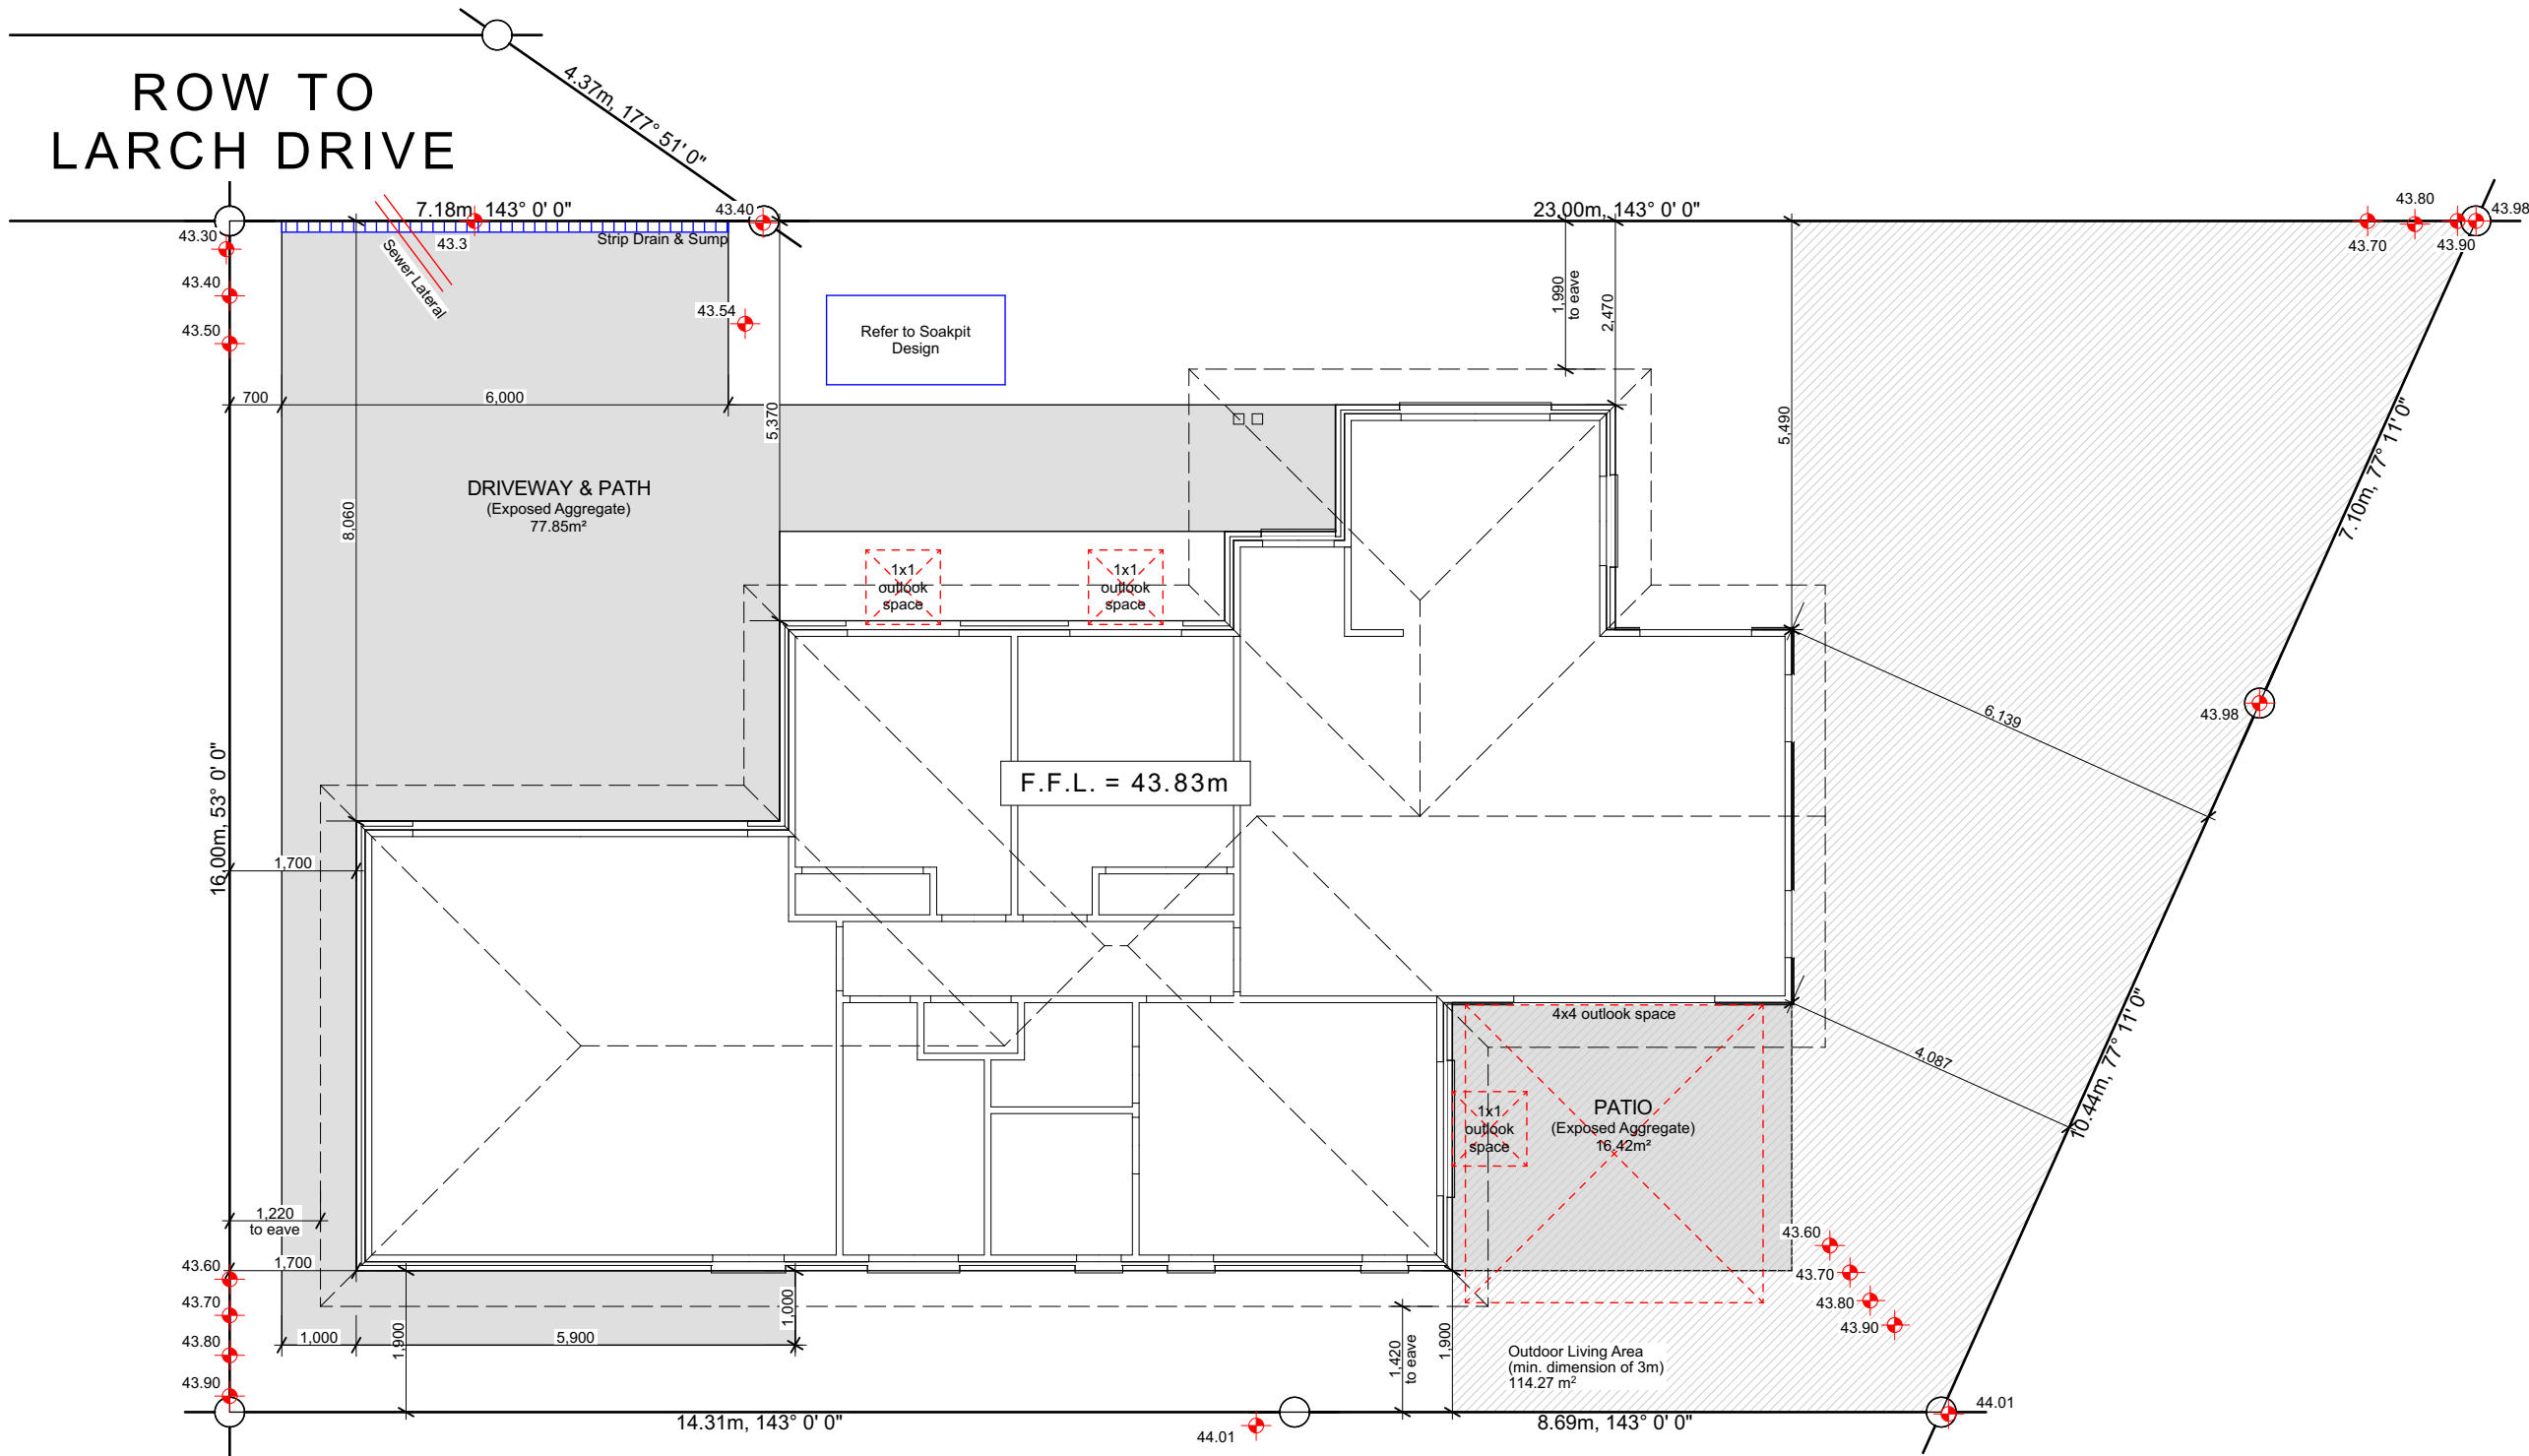 ROW TO
LARCH DRIVE
4.37m, 177° 51' 0"
7.18m, 143° 0' 0"
43.40
23.00m, 143° 0' 0"
43.80
43.98
43.30
43.3
Strip Drain & Sump
43.70
43.90
Sewer Lateral
43.40
43.50
43.54
1,990
to eave
2,470
Refer to Soakpit
Design
700
6,000
5,370
5,490
7.10m, 77° 11' 0"
DRIVEWAY & PATH
(Exposed Aggregate)
77.85m²
8,060
1x1
outlook
space
1x1
outlook
space
6,139
43.98
F.F.L. = 43.83m
16.00m, 53° 0' 0"
1,700
4x4 outlook space
4,087
10.44m, 77° 11' 0"
1x1
outlook
space
PATIO
(Exposed Aggregate)
16.42m²
1,220
to eave
43.60
1,700
43.60
43.70
43.70
43.80
43.80
43.90
43.90
1,000
5,900
1,000
1,900
1,420
to eave
1,900
Outdoor Living Area
(min. dimension of 3m)
114.27 m²
14.31m, 143° 0' 0"
44.01
8.69m, 143° 0' 0"
44.01